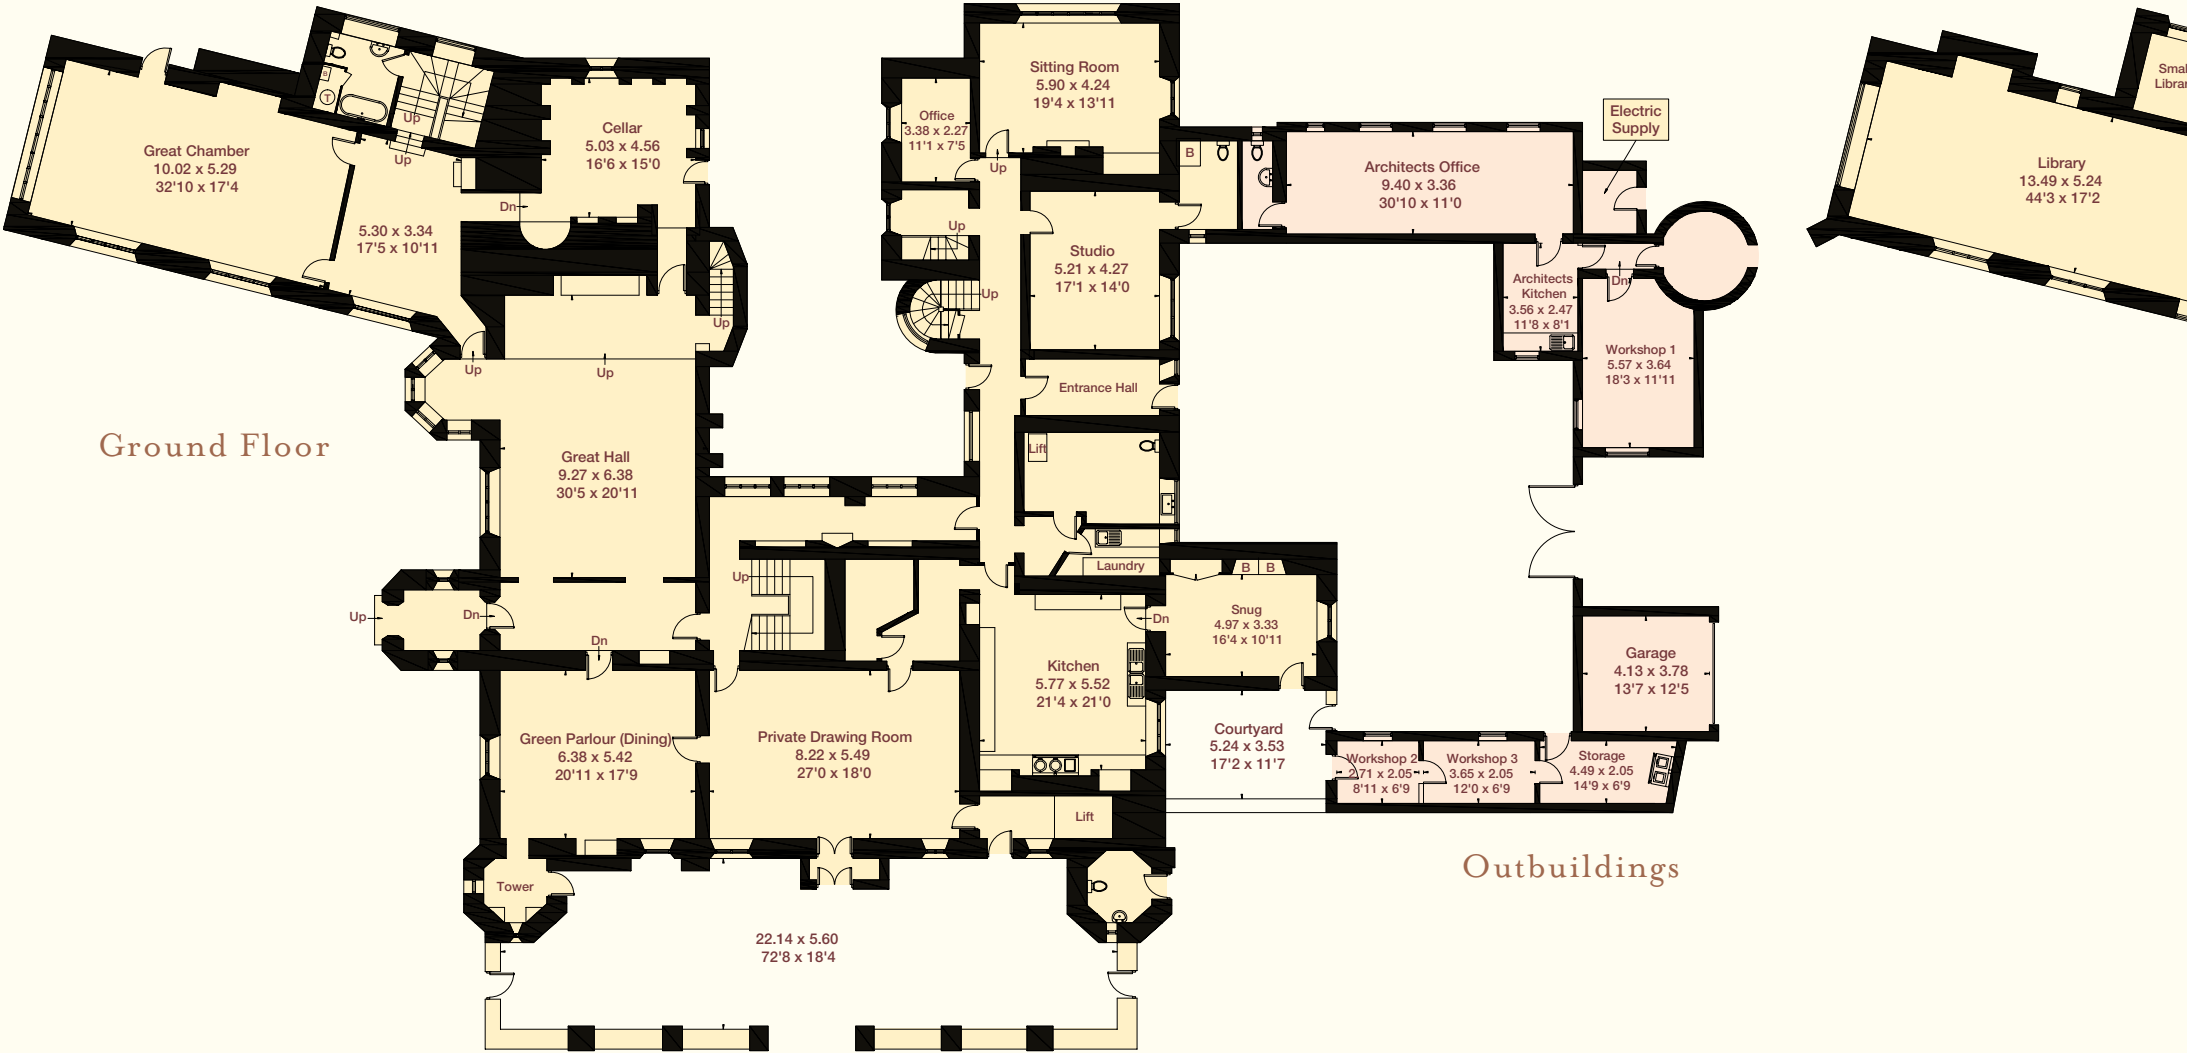 Great Chamber
10.02 x 5.29
32'10 x 17'4
B
T
Up
Up
5.30 x 3.34
17'5 x 10'11
Cellar
5.03 x 4.56
16'6 x 15'0
Dn
Up
Up
Up
Ground Floor
Great Hall
9.27 x 6.38
30'5 x 20'11
Up
Dn
Dn
Up
Green Parlour (Dining)
6.38 x 5.42
20'11 x 17'9
Private Drawing Room
8.22 x 5.49
27'0 x 18'0
Tower
22.14 x 5.60
72'8 x 18'4
Sitting Room
5.90 x 4.24
19'4 x 13'11
Office
3.38 x 2.27
11'1 x 7'5
Up
Up
Up
B
Studio
5.21 x 4.27
17'1 x 14'0
Entrance Hall
Lift
Laundry
Kitchen
5.77 x 5.52
21'4 x 21'0
Dn
B
B
Snug
4.97 x 3.33
16'4 x 10'11
Lift
Courtyard
5.24 x 3.53
17'2 x 11'7
Architects Office
9.40 x 3.36
30'10 x 11'0
Electric
Supply
Architects
Kitchen
3.56 x 2.47
11'8 x 8'1
Dn
Workshop 1
5.57 x 3.64
18'3 x 11'11
Garage
4.13 x 3.78
13'7 x 12'5
Workshop 2
2.71 x 2.05
8'11 x 6'9
Workshop 3
3.65 x 2.05
12'0 x 6'9
Storage
4.49 x 2.05
14'9 x 6'9
Outbuildings
Library
13.49 x 5.24
44'3 x 17'2